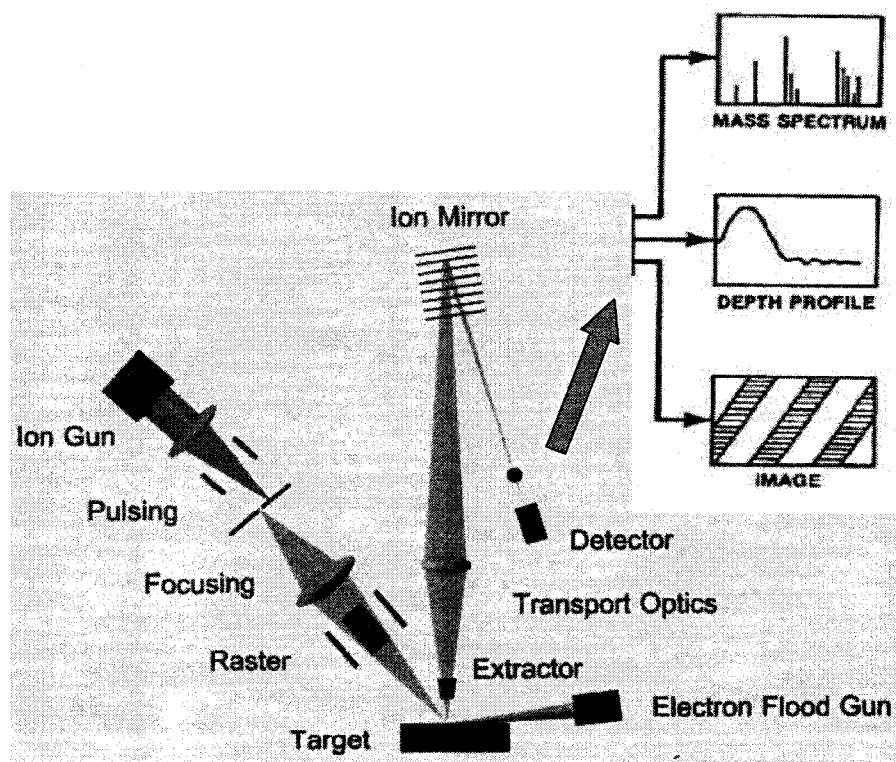 MASS SPECTRUM
Ion Mirror
DEPTH PROFILE
Ion Gun
IMAGE
Pulsing
Detector
Focusing
Transport Optics
Raster
Extractor
Electron Flood Gun
Target